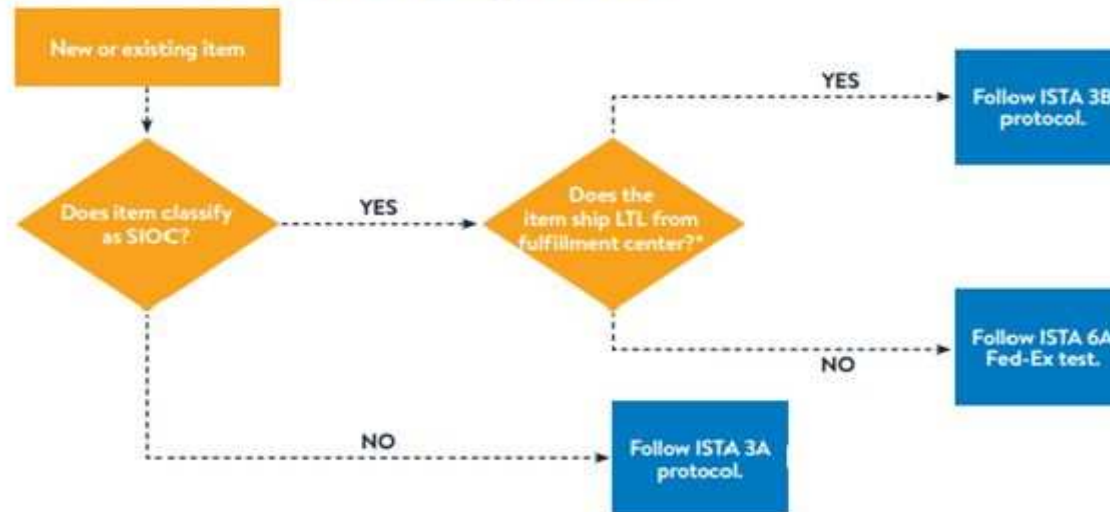 New or existing item
Does item classify
as SIOC?
YES
Does the
item ship LTL from
fulfillment center?*
YES
Follow ISTA 3B
protocol.
NO
Follow ISTA 6A
Fed-Ex test.
NO
Follow ISTA 3A
protocol.